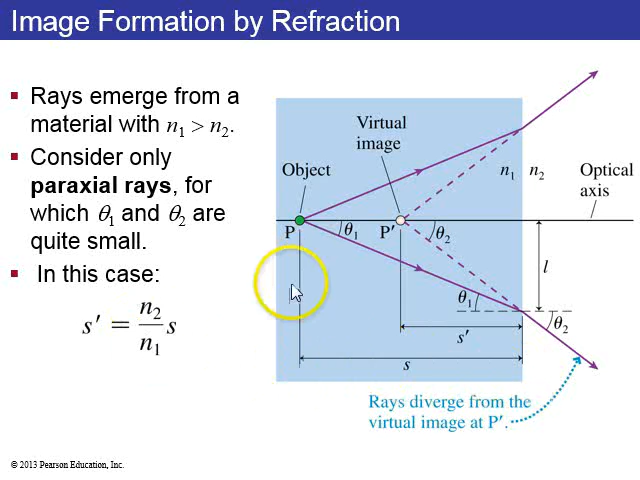 Image Formation by Refraction
Rays emerge from a
material with n₁ > n₂.
Consider only
paraxial rays, for
which θ₁ and θ₂ are
quite small.
In this case:
s′ = n₂/n₁ s
Virtual
image
Object
n₁ n₂
Optical
axis
P
θ₁
P′
θ₂
l
θ₁
θ₂
s′
s
Rays diverge from the
virtual image at P′.
© 2013 Pearson Education, Inc.